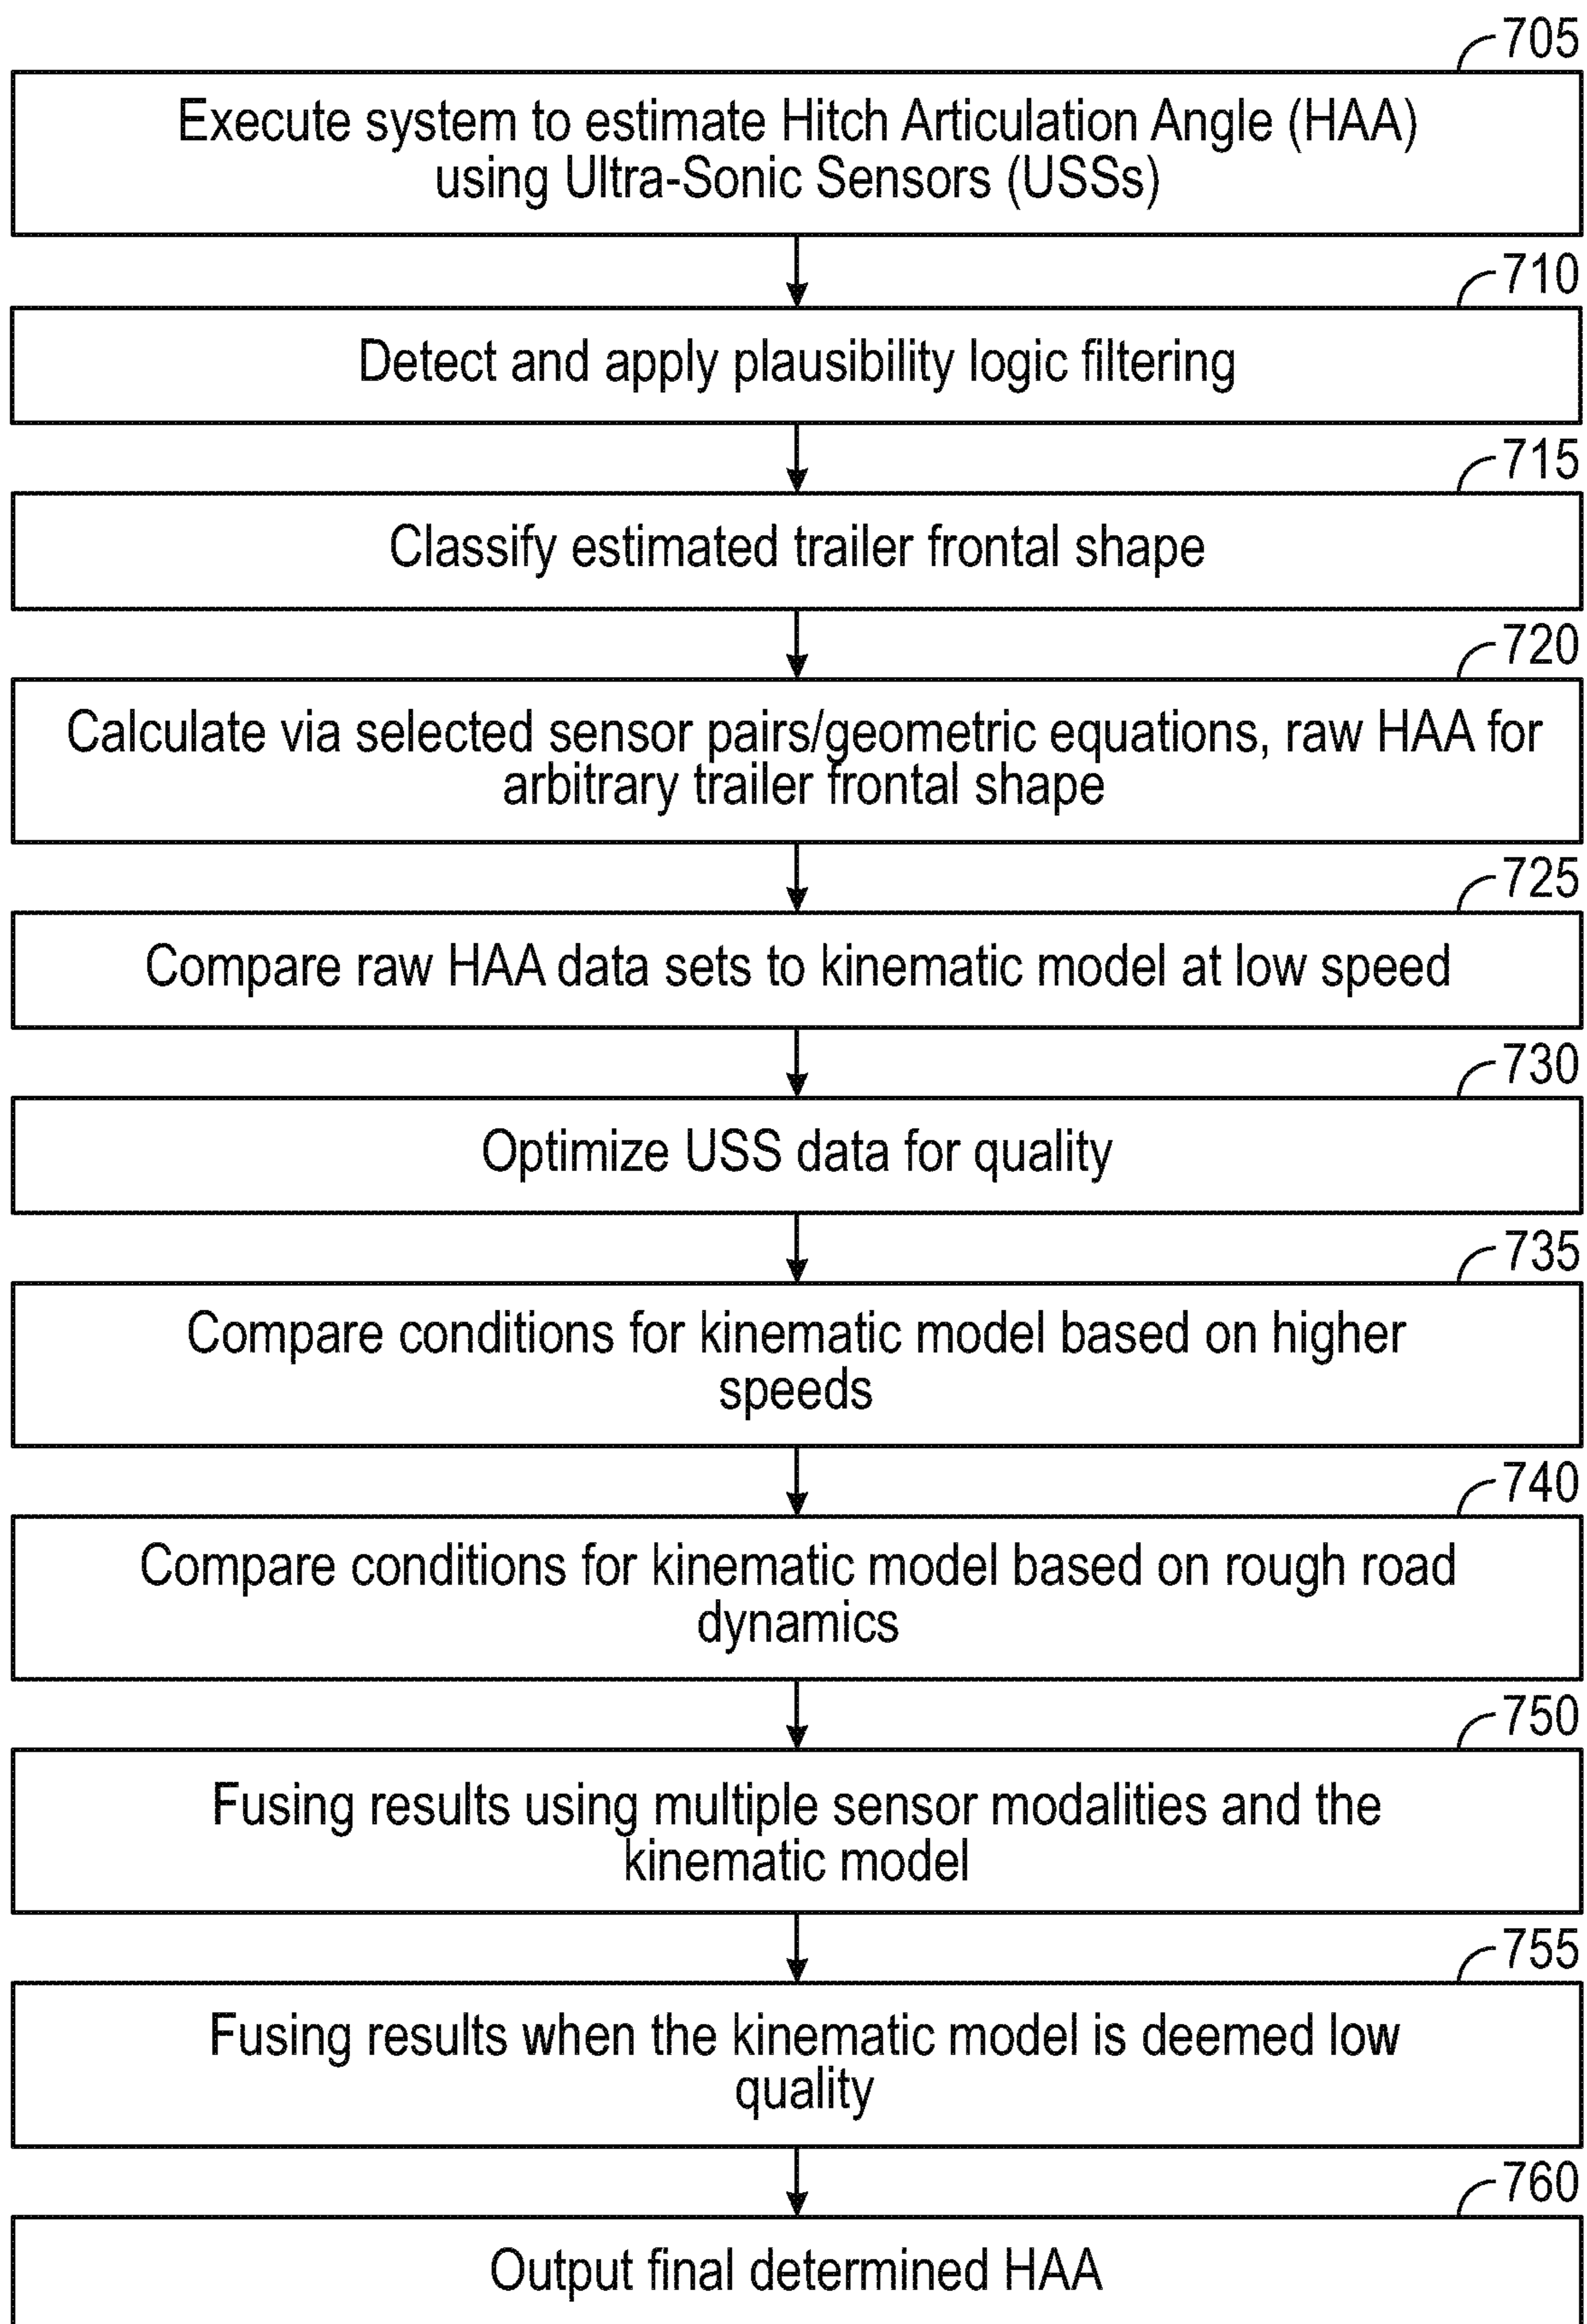 705
Execute system to estimate Hitch Articulation Angle (HAA)
using Ultra-Sonic Sensors (USSs)
710
Detect and apply plausibility logic filtering
715
Classify estimated trailer frontal shape
720
Calculate via selected sensor pairs/geometric equations, raw HAA for
arbitrary trailer frontal shape
725
Compare raw HAA data sets to kinematic model at low speed
730
Optimize USS data for quality
735
Compare conditions for kinematic model based on higher
speeds
740
Compare conditions for kinematic model based on rough road
dynamics
750
Fusing results using multiple sensor modalities and the
kinematic model
755
Fusing results when the kinematic model is deemed low
quality
760
Output final determined HAA